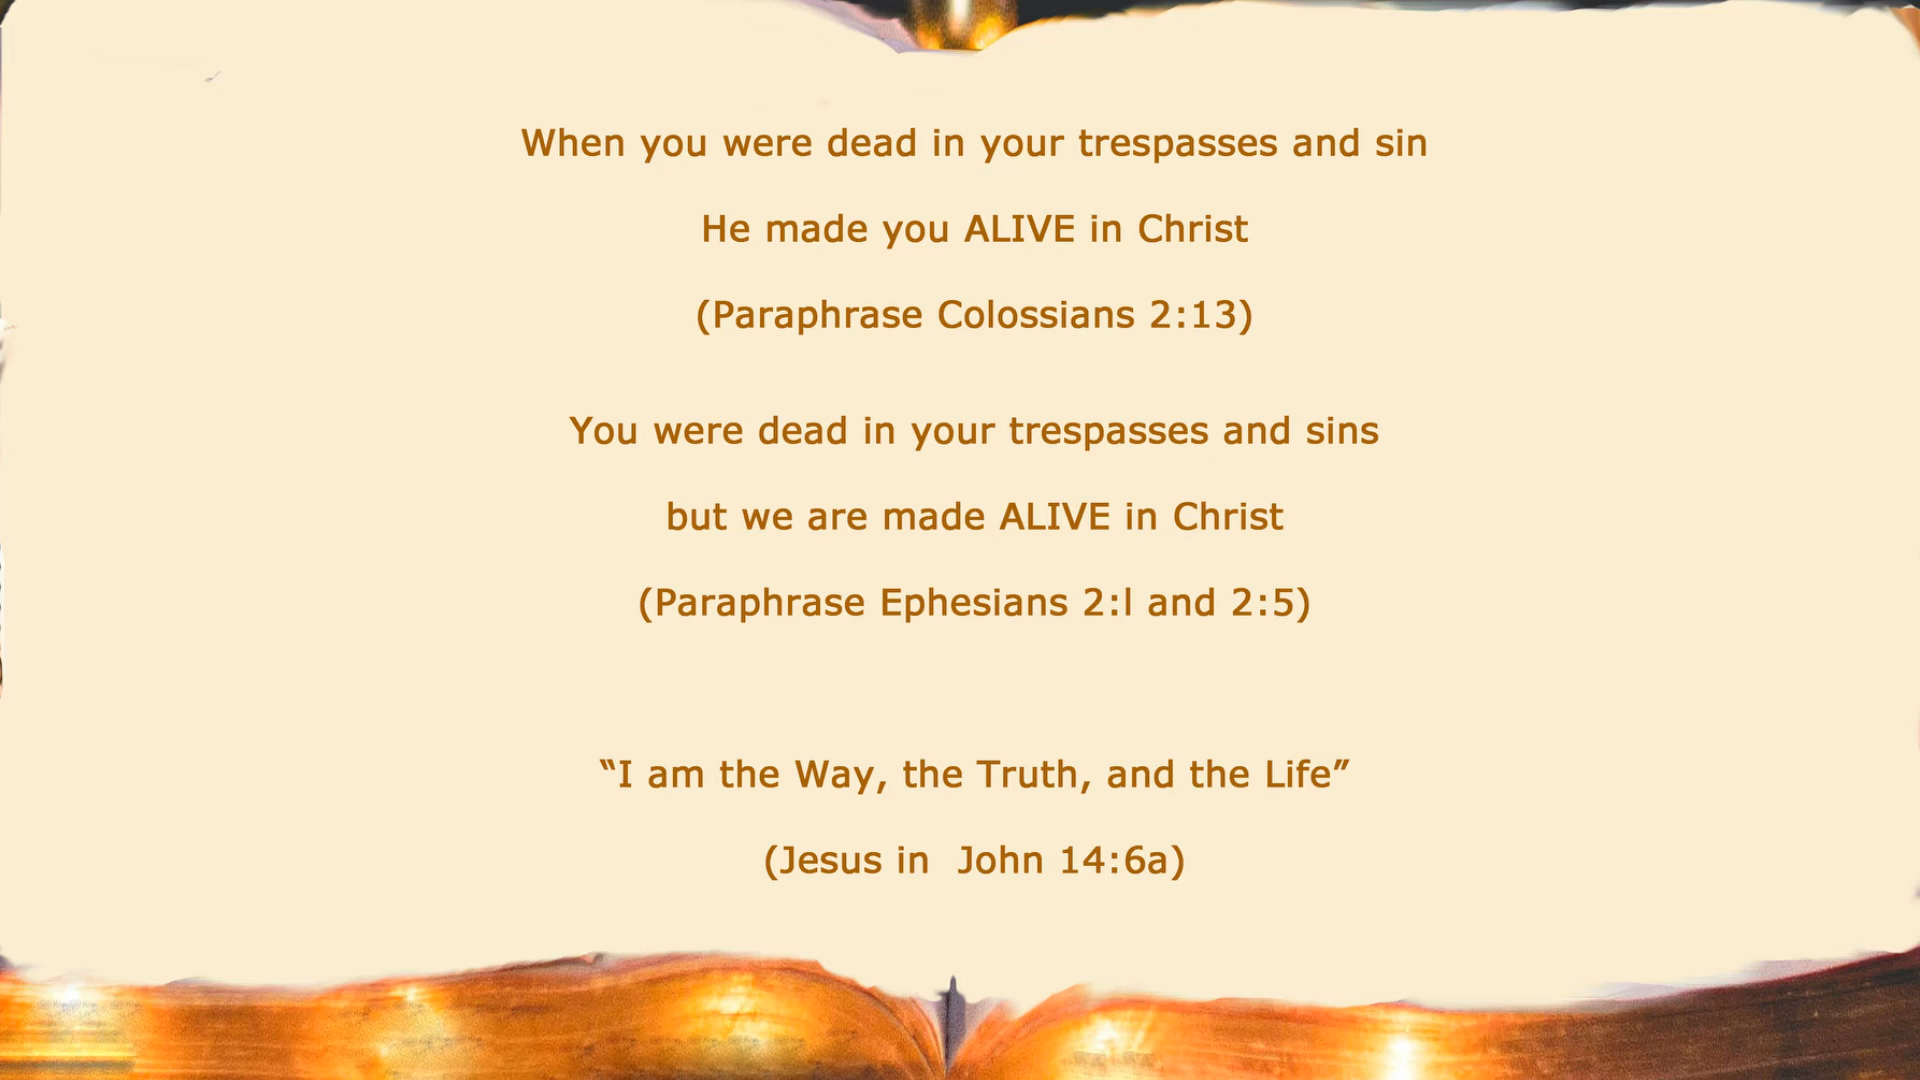 When you were dead in your trespasses and sin
He made you ALIVE in Christ
(Paraphrase Colossians 2:13)
You were dead in your trespasses and sins
but we are made ALIVE in Christ
(Paraphrase Ephesians 2:l and 2:5)
“I am the Way, the Truth, and the Life”
(Jesus in  John 14:6a)